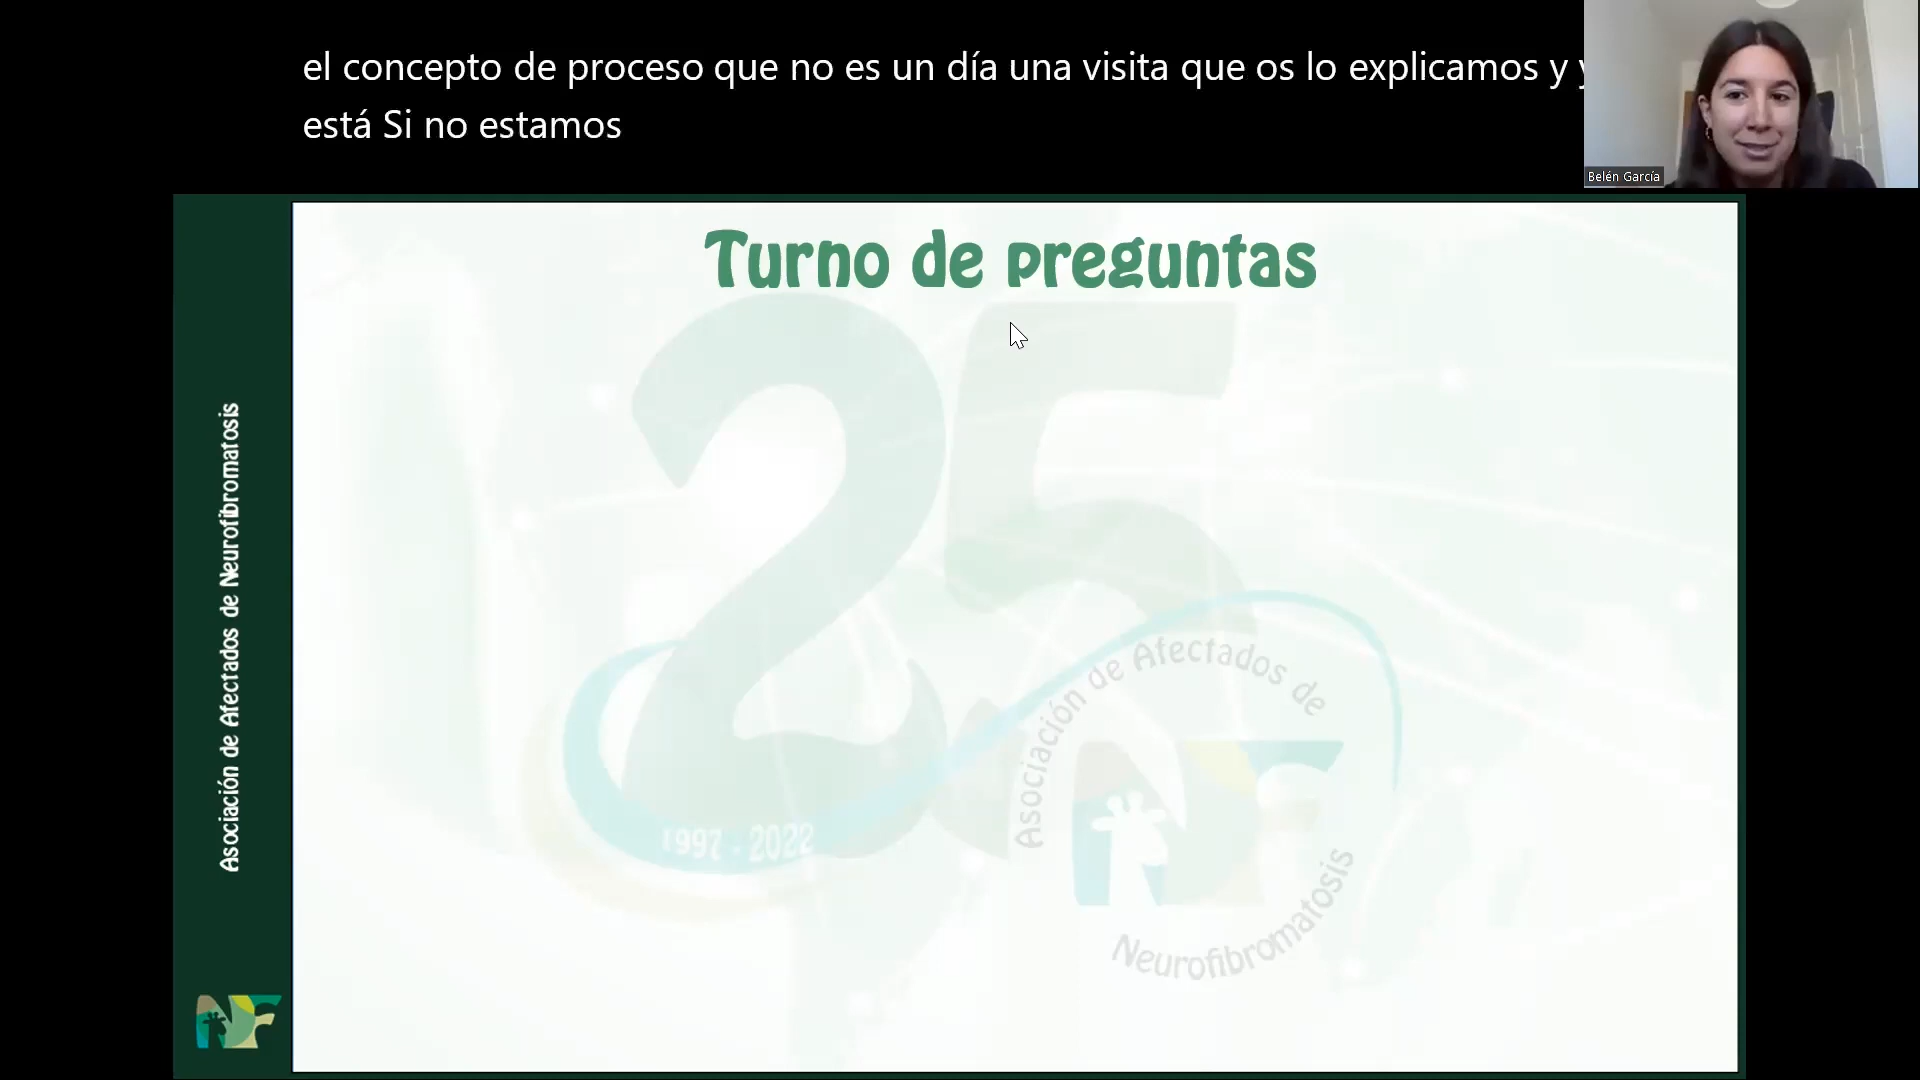 el concepto de proceso que no es un día una visita que os lo explicamos y
está Si no estamos
Belén García
Turno de preguntas
Asociación de Afectados de Neurofibromatosis
1997 - 2022
Asociación de Afectados de
Neurofibromatosis
NF